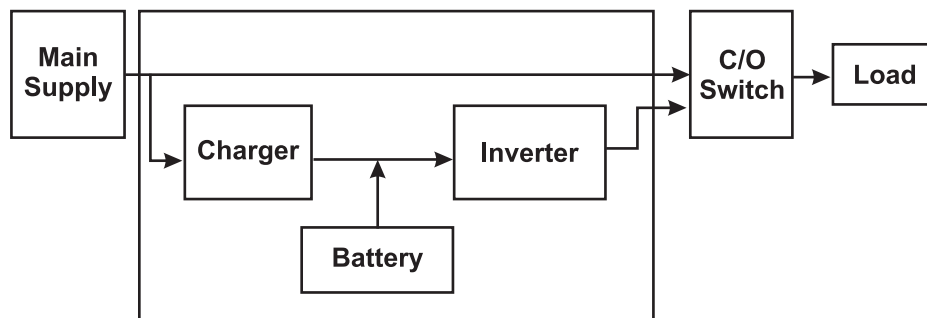 Main
Supply
C/O
Switch
Load
Charger
Inverter
Battery